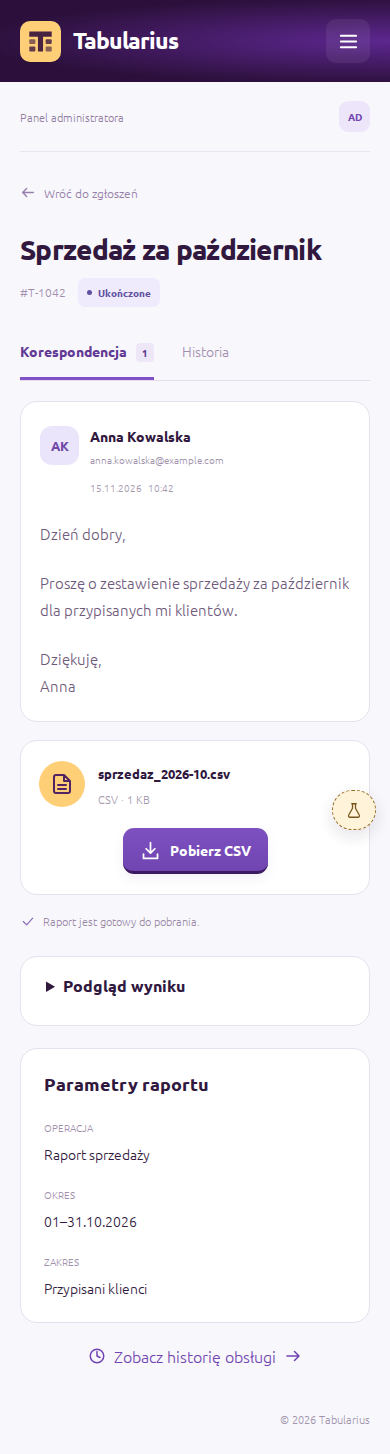 Tabularius
Panel administratora
AD
Wróć do zgłoszeń
Sprzedaż za październik
#T-1042
Ukończone
Korespondencja 1
Historia
AK
Anna Kowalska
anna.kowalska@example.com
15.11.2026 10:42
Dzień dobry,
Proszę o zestawienie sprzedaży za październik
dla przypisanych mi klientów.
Dziękuję,
Anna
sprzedaz_2026-10.csv
CSV · 1 KB
Pobierz CSV
Raport jest gotowy do pobrania.
Podgląd wyniku
Parametry raportu
OPERACJA
Raport sprzedaży
OKRES
01–31.10.2026
ZAKRES
Przypisani klienci
Zobacz historię obsługi
© 2026 Tabularius